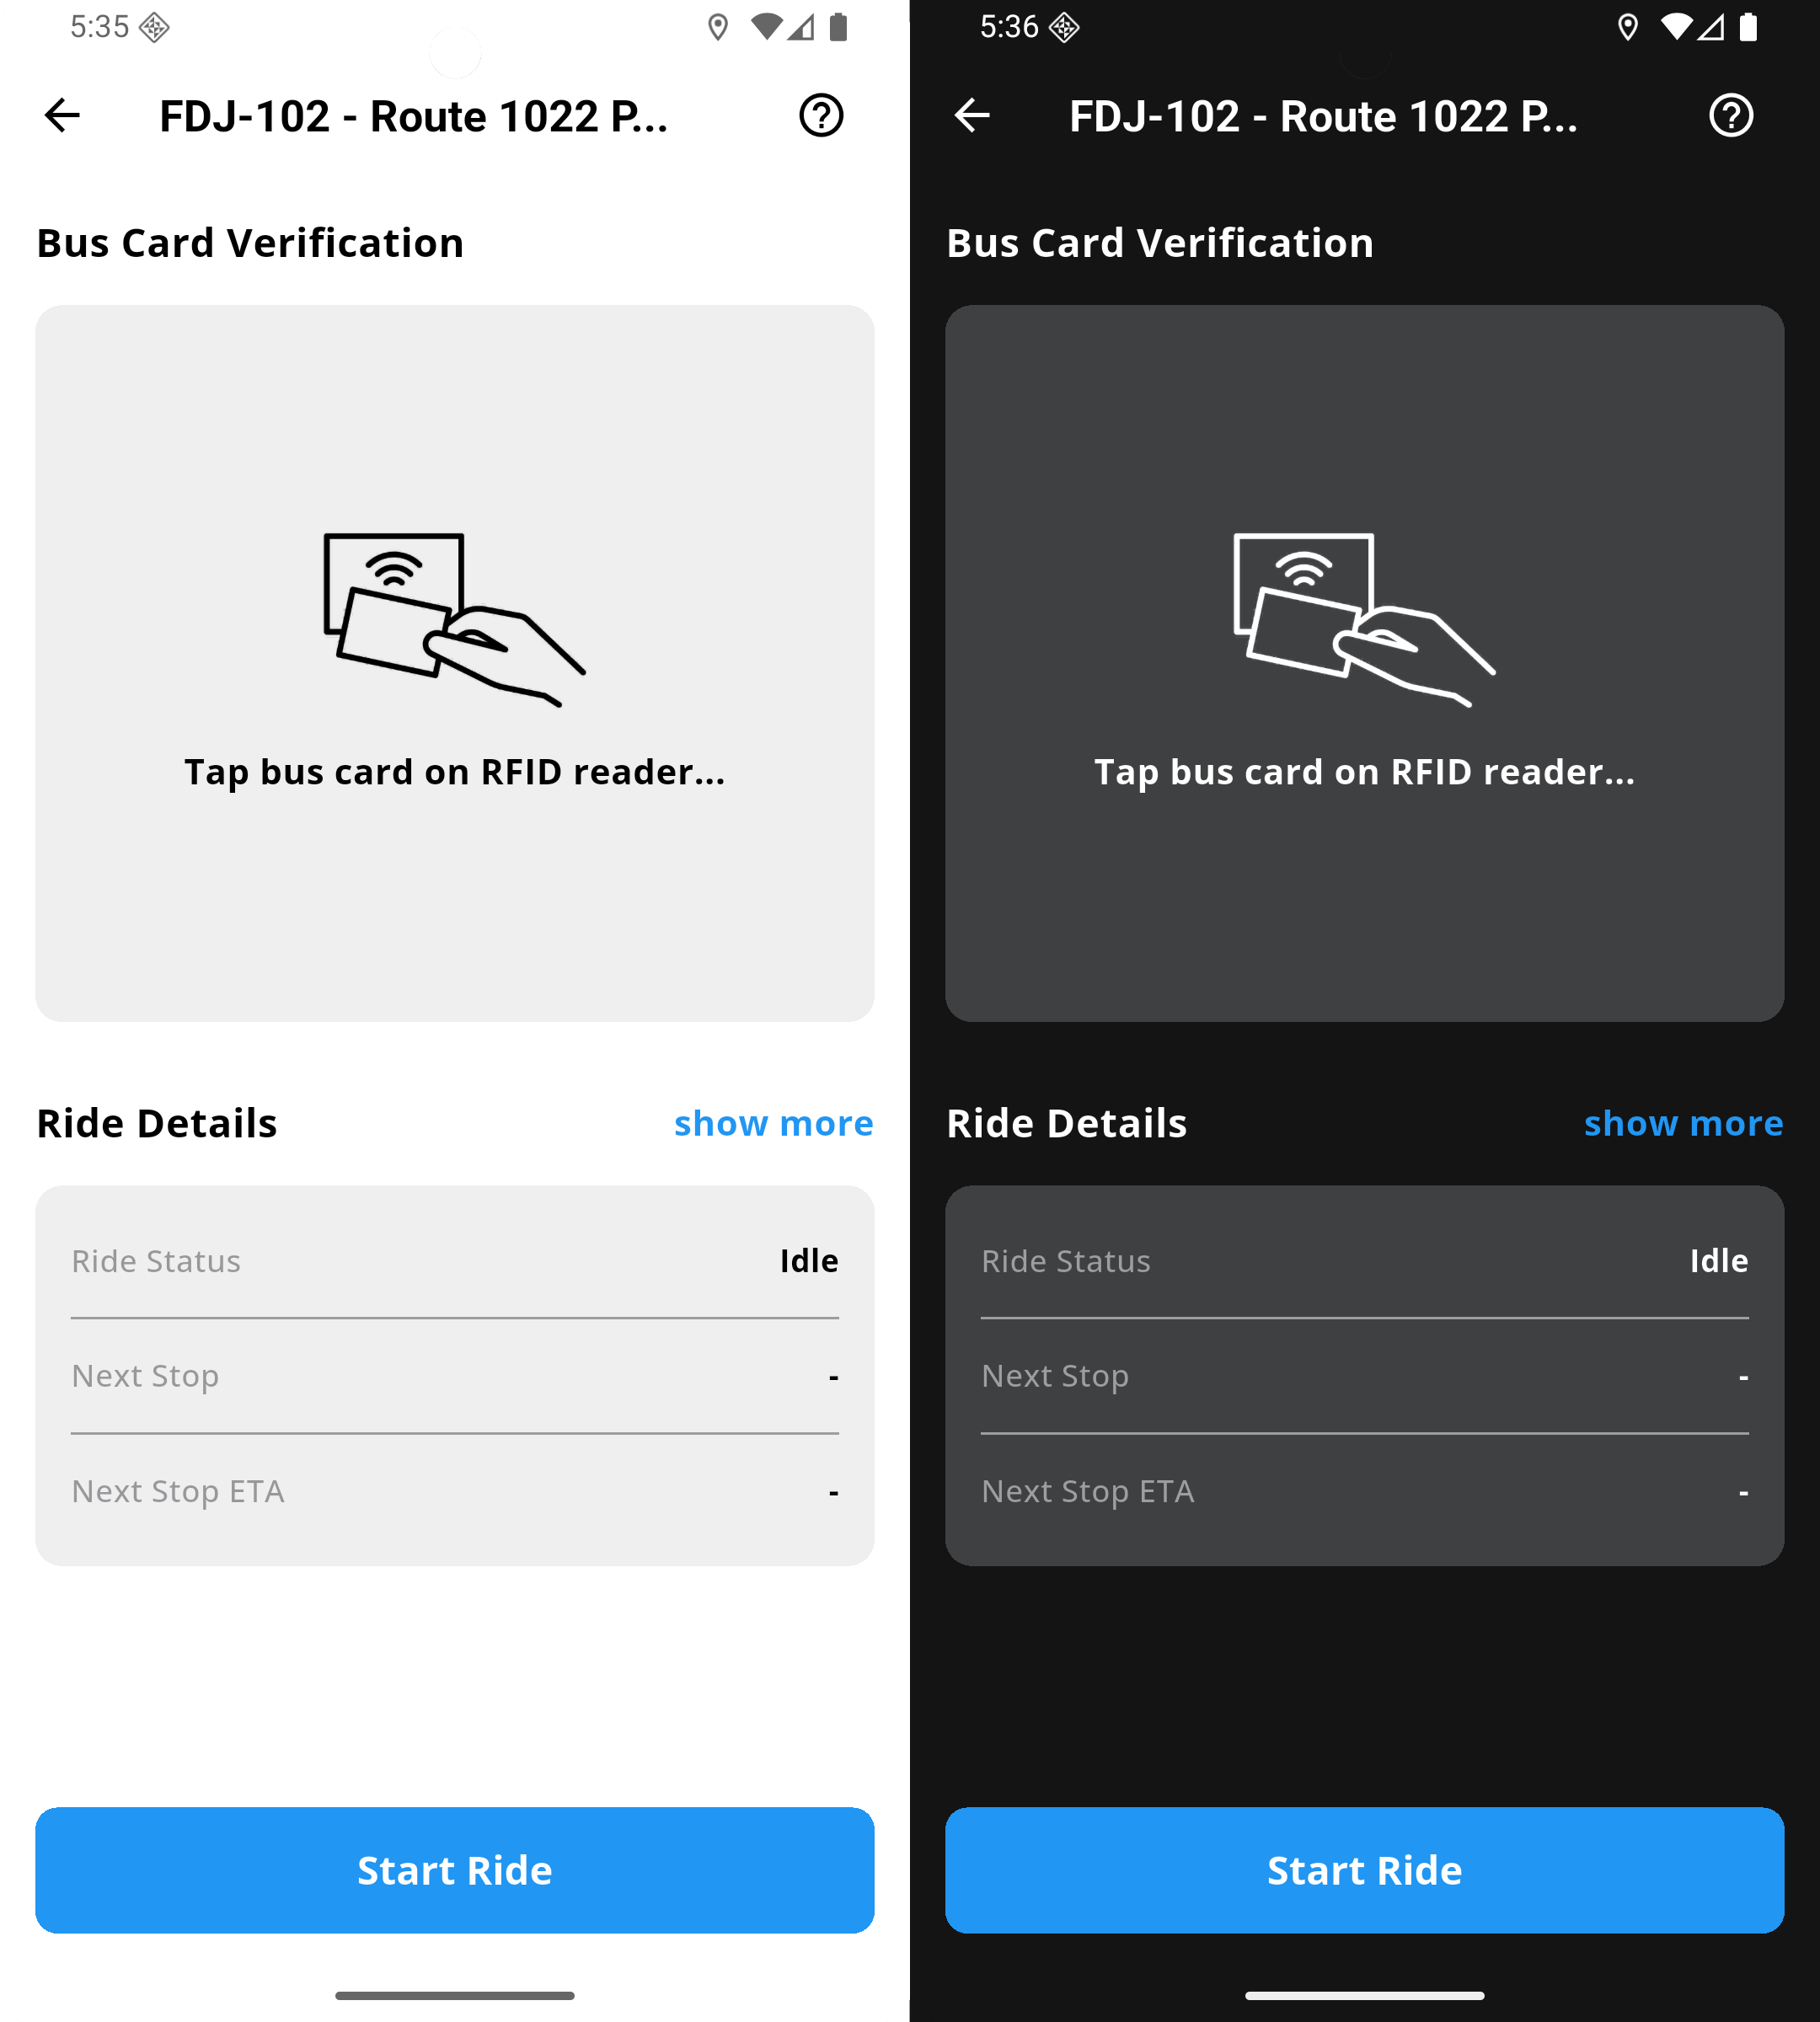 5:35
FDJ-102 - Route 1022 P...
Bus Card Verification
Tap bus card on RFID reader...
Ride Details show more
Ride Status Idle
Next Stop -
Next Stop ETA -
Start Ride
5:36
FDJ-102 - Route 1022 P...
Bus Card Verification
Tap bus card on RFID reader...
Ride Details show more
Ride Status Idle
Next Stop -
Next Stop ETA -
Start Ride